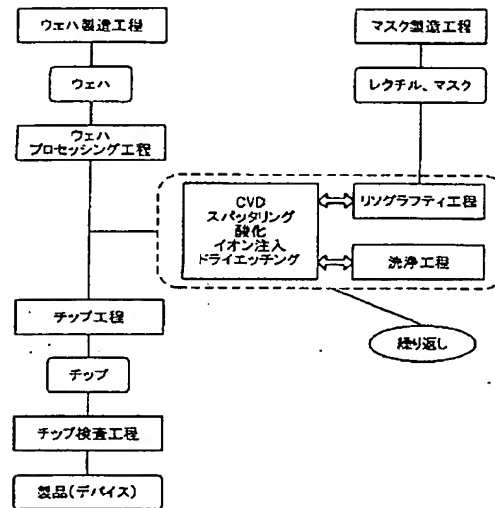 ウェハ製造工程
マスク製造工程
ウェハ
レクチル、マスク
ウェハ
プロセッシング工程
CVD
スパッタリング
酸化
イオン注入
ドライエッチング
リソグラフティ工程
洗浄工程
チップ工程
繰り返し
チップ
チップ検査工程
製品(デバイス)